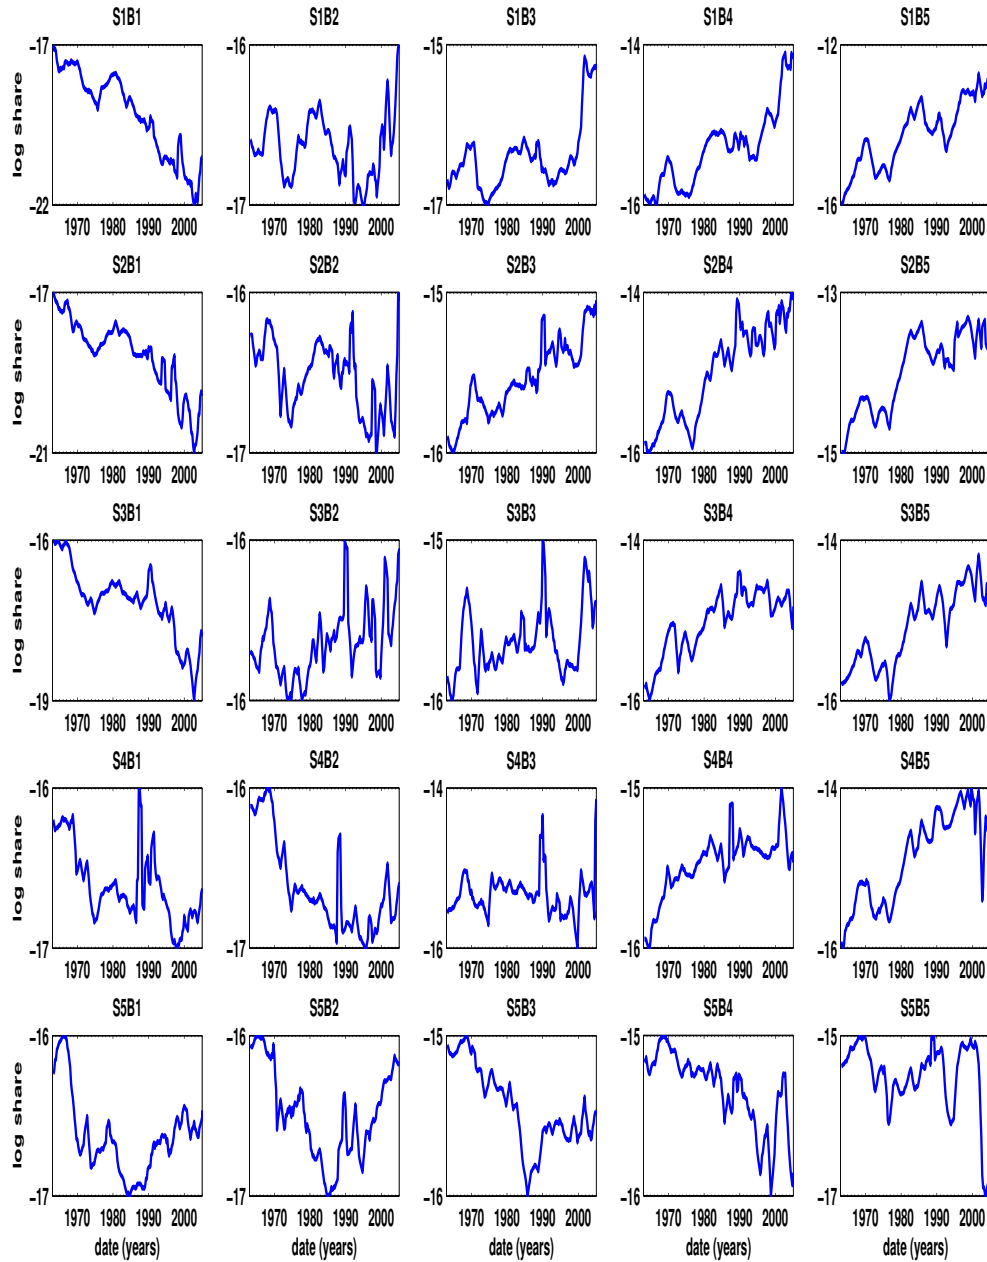 S1B1 S1B2 S1B3 S1B4 S1B5
−17 −16 −15 −14 −12
log share
−22 −17 −17 −16 −16
1970 1980 1990 2000 1970 1980 1990 2000 1970 1980 1990 2000 1970 1980 1990 2000 1970 1980 1990 2000
S2B1 S2B2 S2B3 S2B4 S2B5
−17 −16 −15 −14 −13
log share
−21 −17 −16 −16 −15
1970 1980 1990 2000 1970 1980 1990 2000 1970 1980 1990 2000 1970 1980 1990 2000 1970 1980 1990 2000
S3B1 S3B2 S3B3 S3B4 S3B5
−16 −16 −15 −14 −14
log share
−19 −16 −16 −16 −16
1970 1980 1990 2000 1970 1980 1990 2000 1970 1980 1990 2000 1970 1980 1990 2000 1970 1980 1990 2000
S4B1 S4B2 S4B3 S4B4 S4B5
−16 −16 −14 −15 −14
log share
−17 −17 −16 −16 −16
1970 1980 1990 2000 1970 1980 1990 2000 1970 1980 1990 2000 1970 1980 1990 2000 1970 1980 1990 2000
S5B1 S5B2 S5B3 S5B4 S5B5
−16 −16 −15 −15 −15
log share
−17 −17 −16 −16 −17
1970 1980 1990 2000 1970 1980 1990 2000 1970 1980 1990 2000 1970 1980 1990 2000 1970 1980 1990 2000
date (years) date (years) date (years) date (years) date (years)